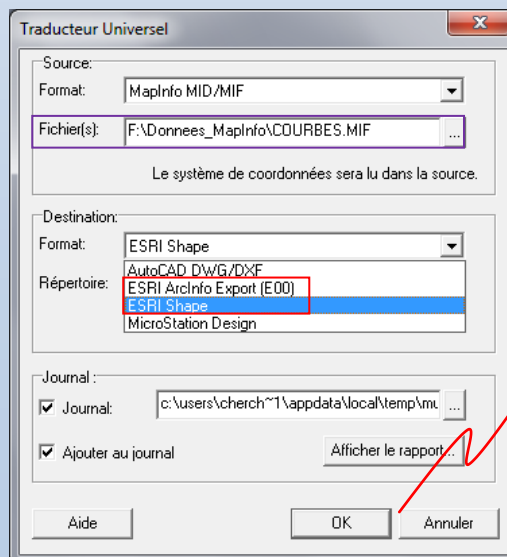 Traducteur Universel
Source:
Format: MapInfo MID/MIF
Fichier(s): F:\Donnees_MapInfo\COURBES.MIF ...
Le système de coordonnées sera lu dans la source.
Destination:
Format: ESRI Shape
Répertoire:
AutoCAD DWG/DXF
ESRI ArcInfo Export (E00)
ESRI Shape
MicroStation Design
Journal :
Journal: c:\users\cherch~1\appdata\local\temp\mu ...
Ajouter au journal Afficher le rapport...
Aide OK Annuler